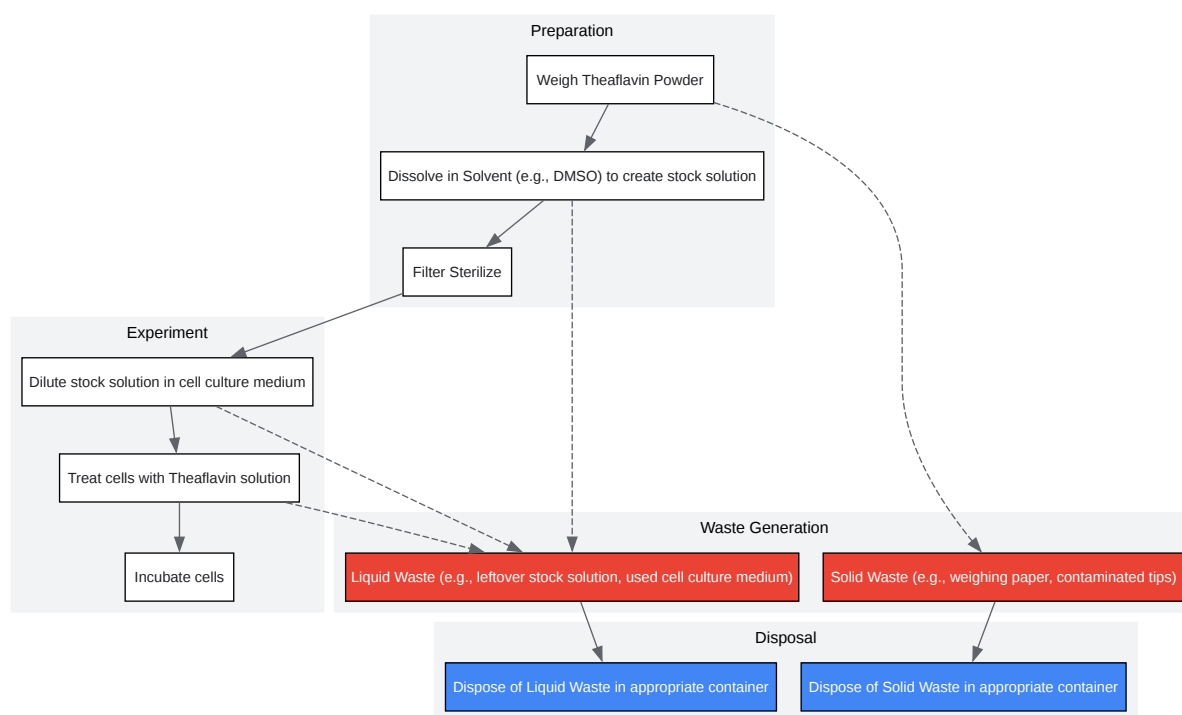 Preparation
Weigh Theaflavin Powder
Dissolve in Solvent (e.g., DMSO) to create stock solution
Filter Sterilize
Experiment
Dilute stock solution in cell culture medium
Treat cells with Theaflavin solution
Incubate cells
Waste Generation
Liquid Waste (e.g., leftover stock solution, used cell culture medium)
Solid Waste (e.g., weighing paper, contaminated tips)
Disposal
Dispose of Liquid Waste in appropriate container
Dispose of Solid Waste in appropriate container